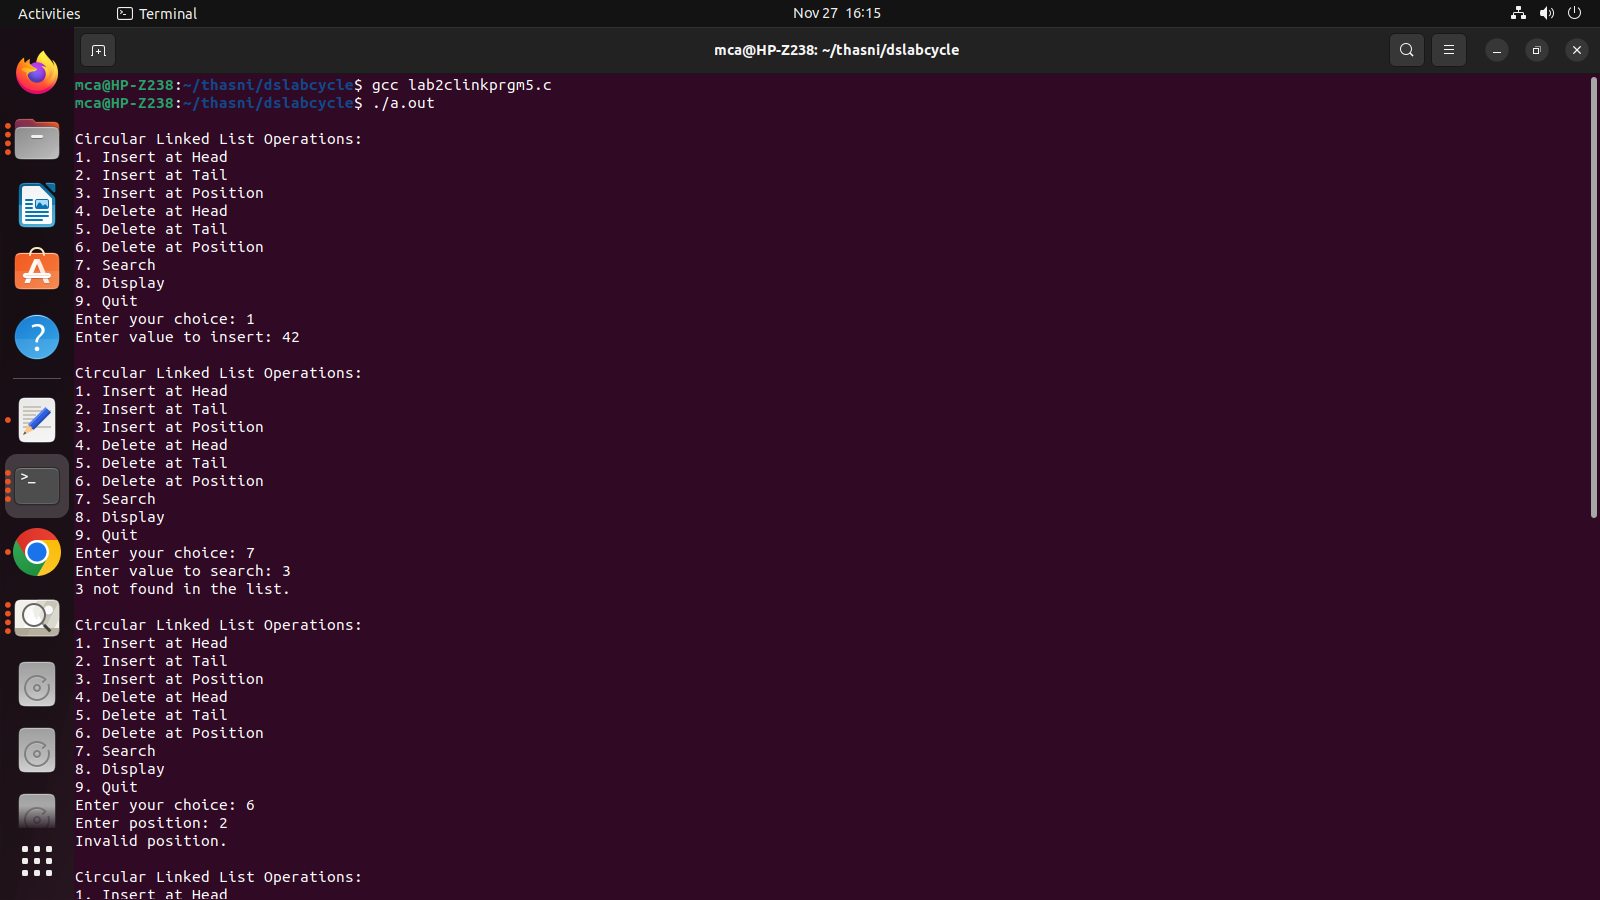 Activities Terminal Nov 27 16:15
mca@HP-Z238: ~/thasni/dslabcycle
mca@HP-Z238:~/thasni/dslabcycle$ gcc lab2clinkprgm5.c
mca@HP-Z238:~/thasni/dslabcycle$ ./a.out
Circular Linked List Operations:
1. Insert at Head
2. Insert at Tail
3. Insert at Position
4. Delete at Head
5. Delete at Tail
6. Delete at Position
7. Search
8. Display
9. Quit
Enter your choice: 1
Enter value to insert: 42
Circular Linked List Operations:
1. Insert at Head
2. Insert at Tail
3. Insert at Position
4. Delete at Head
5. Delete at Tail
6. Delete at Position
7. Search
8. Display
9. Quit
Enter your choice: 7
Enter value to search: 3
3 not found in the list.
Circular Linked List Operations:
1. Insert at Head
2. Insert at Tail
3. Insert at Position
4. Delete at Head
5. Delete at Tail
6. Delete at Position
7. Search
8. Display
9. Quit
Enter your choice: 6
Enter position: 2
Invalid position.
Circular Linked List Operations:
1. Insert at Head